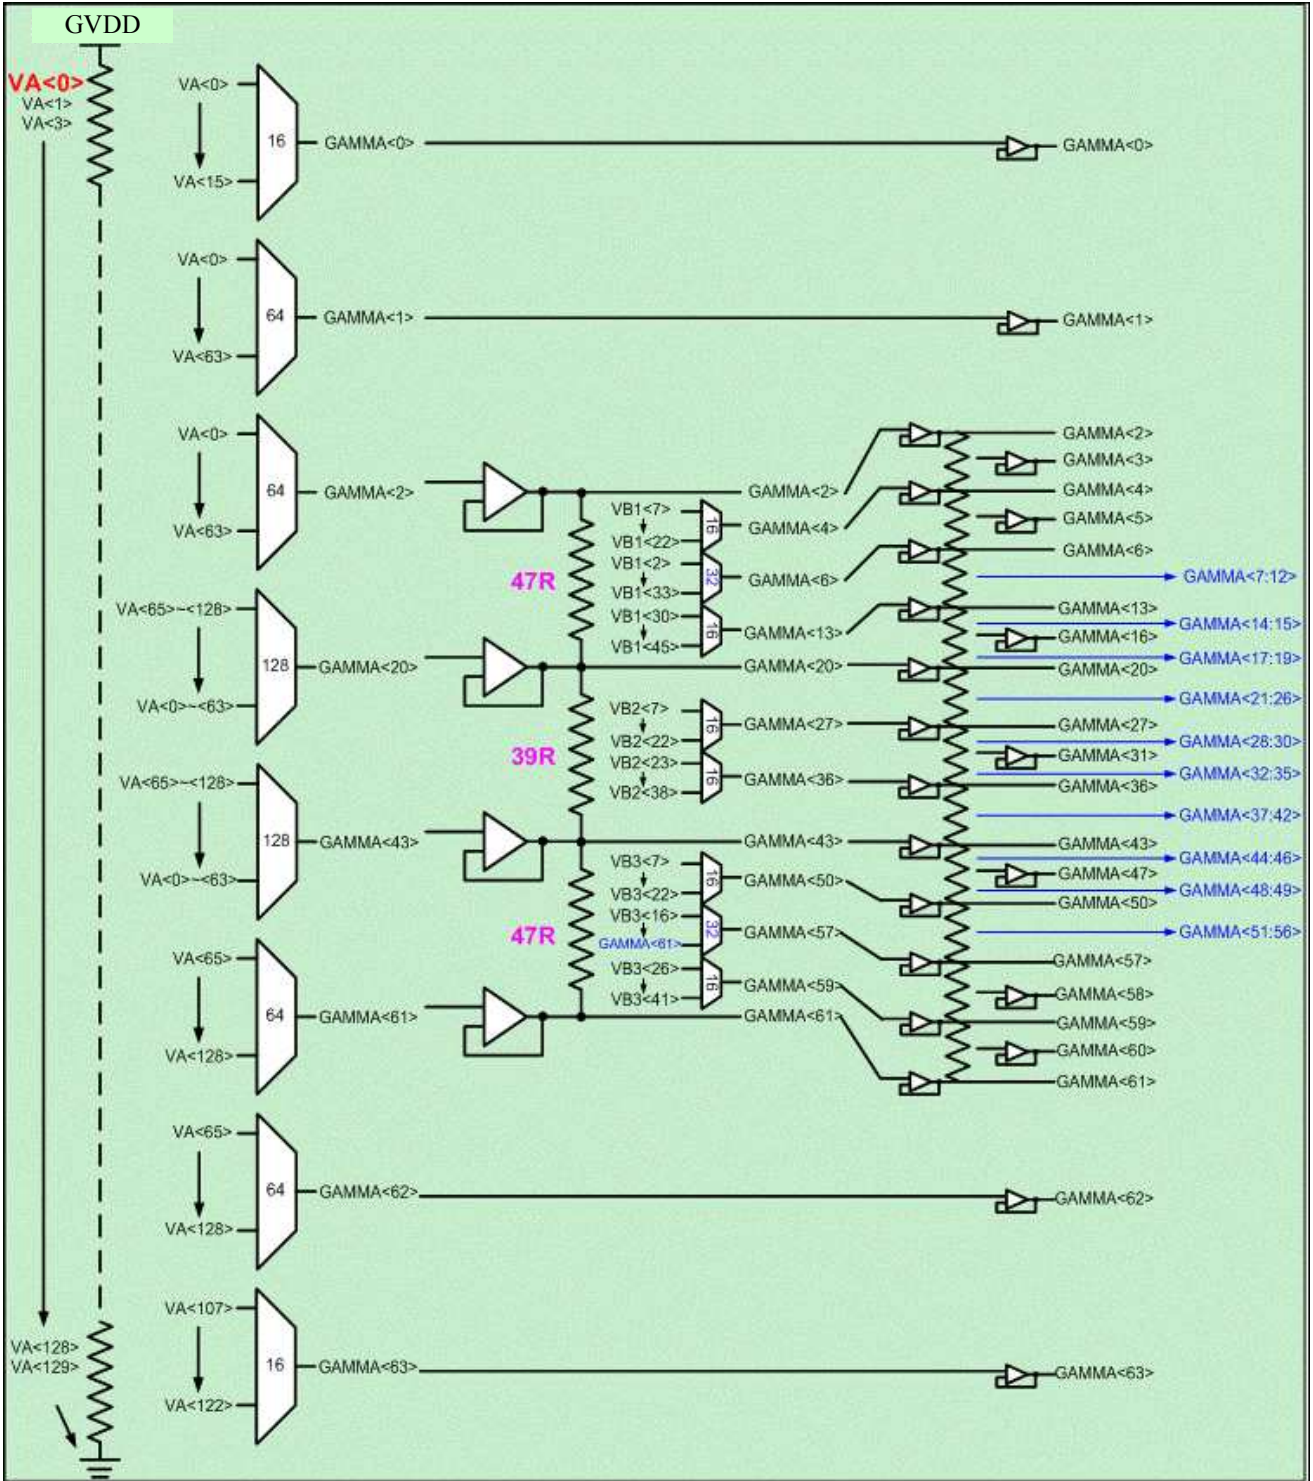 GVDD
VA<0>
VA<1>
VA<3>
VA<0>
16
GAMMA<0>
GAMMA<0>
VA<15>
VA<0>
64
GAMMA<1>
GAMMA<1>
VA<63>
VA<0>
64
GAMMA<2>
VA<63>
GAMMA<2>
VB1<7>
VB1<22>
16
GAMMA<4>
VB1<2>
VB1<33>
32
GAMMA<6>
VB1<30>
VB1<45>
16
GAMMA<13>
47R
GAMMA<2>
GAMMA<3>
GAMMA<4>
GAMMA<5>
GAMMA<6>
GAMMA<7:12>
GAMMA<13>
GAMMA<14:15>
GAMMA<16>
GAMMA<17:19>
GAMMA<20>
VA<65>~<128>
128
GAMMA<20>
VA<0>~<63>
GAMMA<20>
39R
VB2<7>
VB2<22>
16
GAMMA<27>
VB2<23>
VB2<38>
16
GAMMA<36>
GAMMA<21:26>
GAMMA<27>
GAMMA<28:30>
GAMMA<31>
GAMMA<32:35>
GAMMA<36>
GAMMA<37:42>
VA<65>~<128>
128
GAMMA<43>
VA<0>~<63>
GAMMA<43>
GAMMA<43>
GAMMA<44:46>
GAMMA<47>
GAMMA<48:49>
GAMMA<50>
GAMMA<51:56>
47R
VB3<7>
VB3<22>
16
GAMMA<50>
VB3<16>
GAMMA<61>
32
GAMMA<57>
VB3<26>
VB3<41>
16
GAMMA<59>
GAMMA<57>
GAMMA<58>
GAMMA<59>
GAMMA<60>
GAMMA<61>
VA<65>
64
GAMMA<61>
VA<128>
GAMMA<61>
VA<65>
64
GAMMA<62>
GAMMA<62>
VA<128>
VA<107>
16
GAMMA<63>
GAMMA<63>
VA<122>
VA<128>
VA<129>